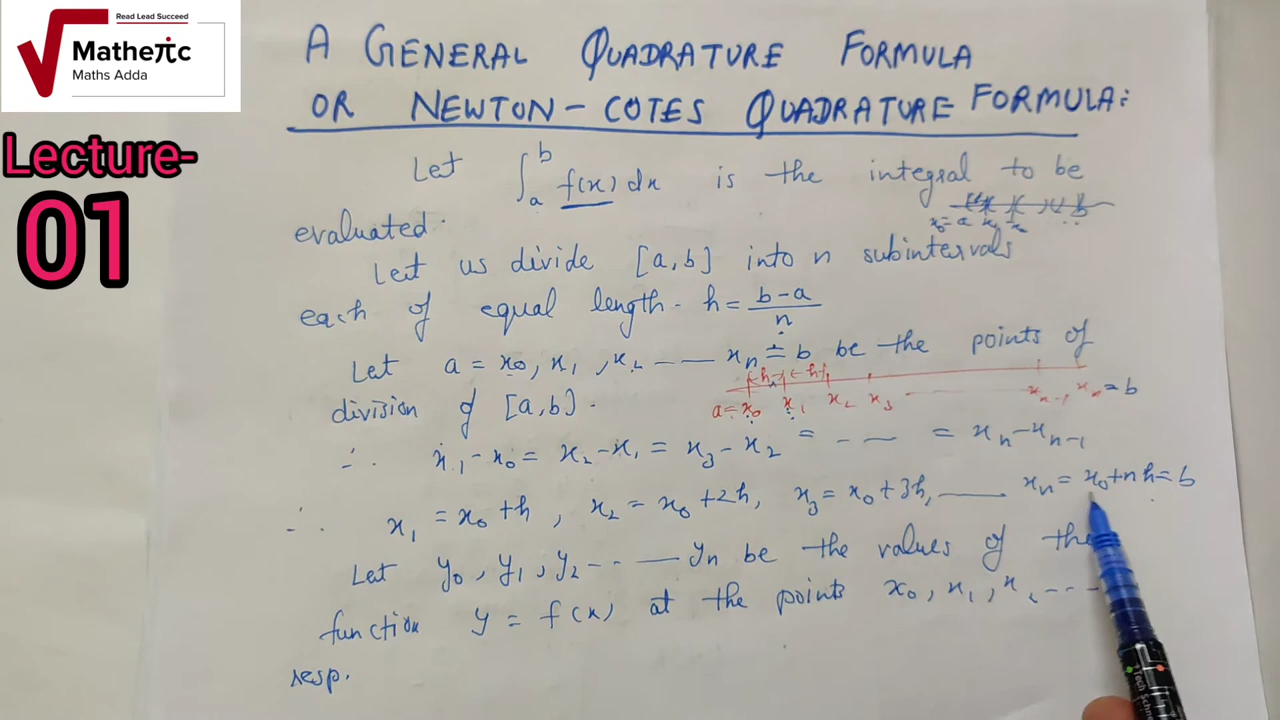 Read Lead Succeed
Matheπc
Maths Adda
Lecture-
01
A GENERAL QUADRATURE FORMULA
OR NEWTON-COTES QUADRATURE FORMULA:
Let ∫ₐᵇ f(x) dx is the integral to be
evaluated.
x₀=a x₁ x₂ .. b
Let us divide [a,b] into n subintervals
each of equal length - h = (b-a)/n
Let a = x₀, x₁, x₂ ... — xₙ = b be the points of
h h
division of [a,b].
a=x₀ x₁ x₂ x₃ ------ xₙ₋₁ xₙ=b
∴ x₁-x₀ = x₂-x₁ = x₃-x₂ = - - — = xₙ-xₙ₋₁
∴ x₁ = x₀+h, x₂ = x₀+2h, x₃ = x₀+3h, —— xₙ = x₀+nh=b
Let y₀, y₁, y₂ -- —— yₙ be the values of the
function y = f(x) at the points x₀, x₁, x₂ ----
resp.